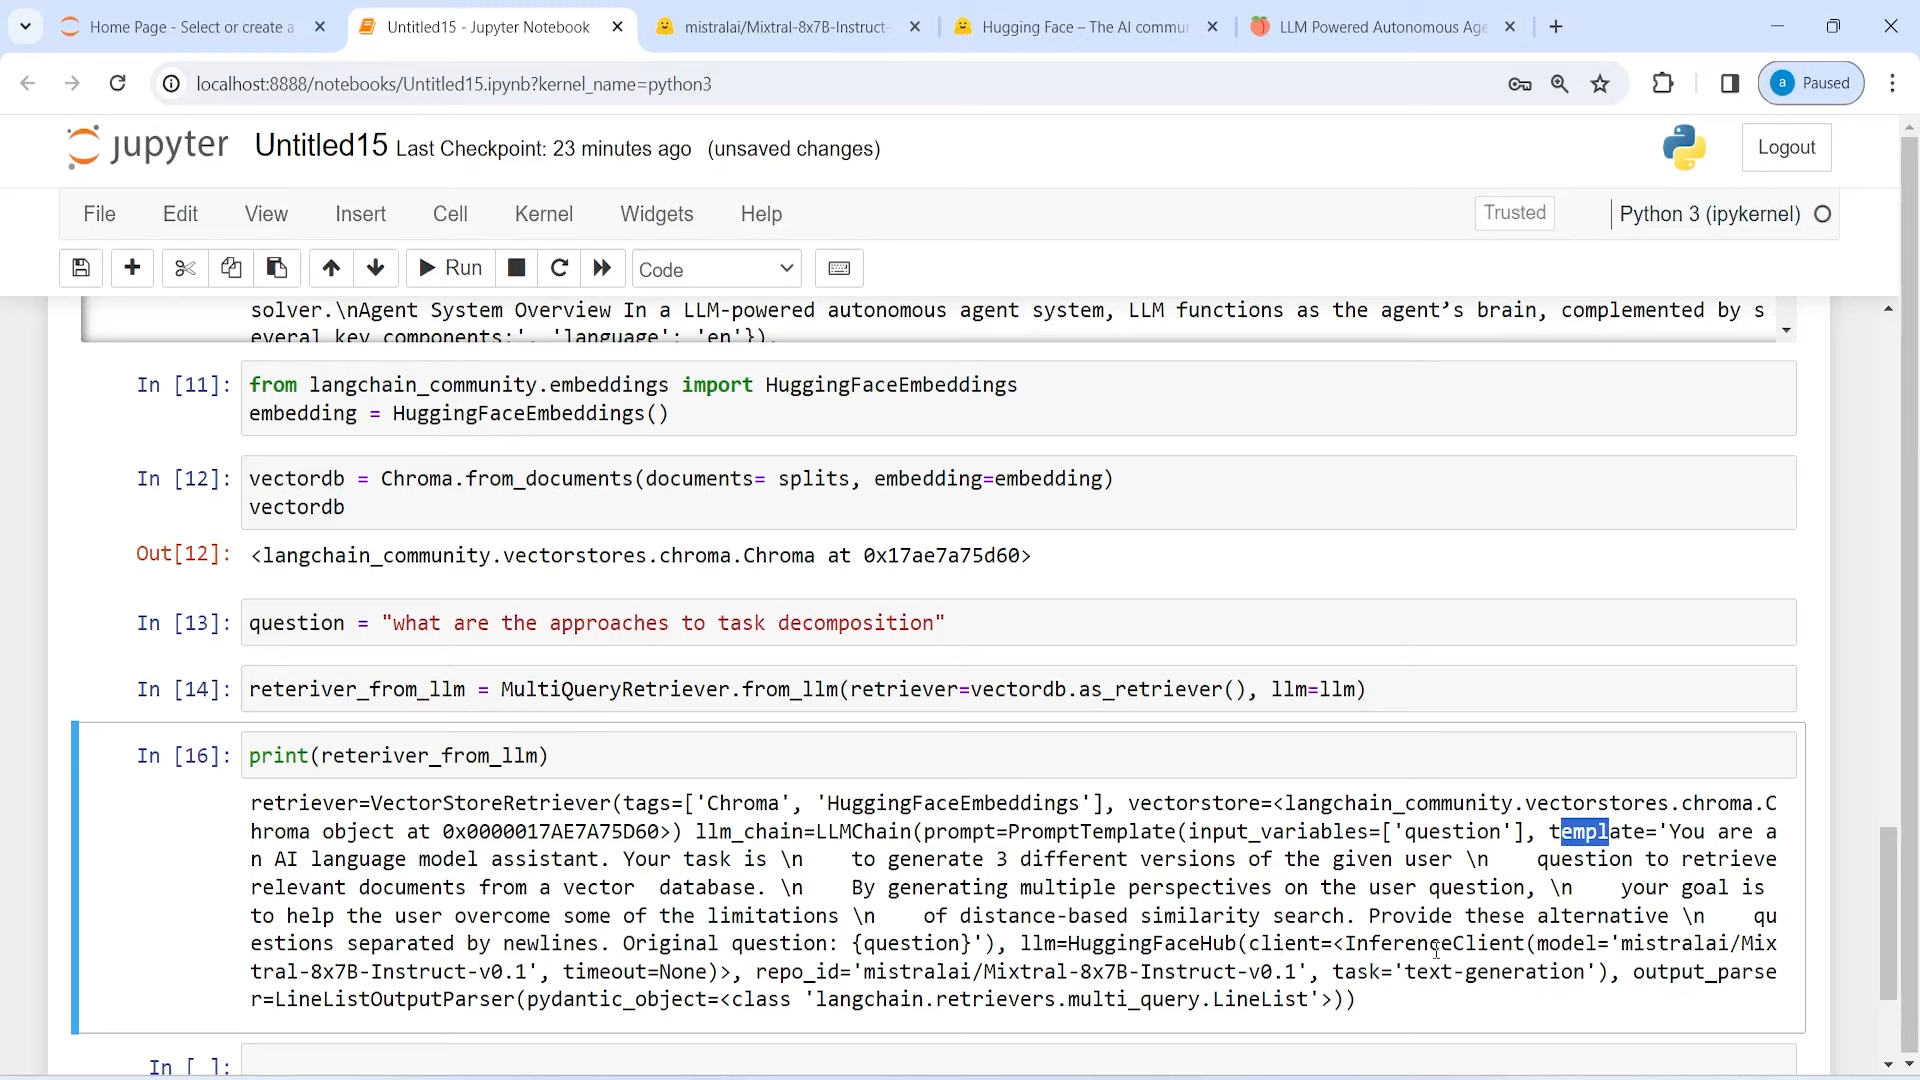 Home Page - Select or create a
Untitled15 - Jupyter Notebook
mistralai/Mixtral-8x7B-Instruct-
Hugging Face – The AI commun
LLM Powered Autonomous Age
localhost:8888/notebooks/Untitled15.ipynb?kernel_name=python3
a
Paused
jupyter
Untitled15 Last Checkpoint: 23 minutes ago (unsaved changes)
Logout
File
Edit
View
Insert
Cell
Kernel
Widgets
Help
Trusted
Python 3 (ipykernel)
Run
Code
solver.\nAgent System Overview In a LLM-powered autonomous agent system, LLM functions as the agent’s brain, complemented by s
everal key components:', 'language': 'en'}),
In [11]: from langchain_community.embeddings import HuggingFaceEmbeddings
embedding = HuggingFaceEmbeddings()
In [12]: vectordb = Chroma.from_documents(documents= splits, embedding=embedding)
vectordb
Out[12]: <langchain_community.vectorstores.chroma.Chroma at 0x17ae7a75d60>
In [13]: question = "what are the approaches to task decomposition"
In [14]: reteriver_from_llm = MultiQueryRetriever.from_llm(retriever=vectordb.as_retriever(), llm=llm)
In [16]: print(reteriver_from_llm)
retriever=VectorStoreRetriever(tags=['Chroma', 'HuggingFaceEmbeddings'], vectorstore=<langchain_community.vectorstores.chroma.C
hroma object at 0x0000017AE7A75D60>) llm_chain=LLMChain(prompt=PromptTemplate(input_variables=['question'], template='You are a
n AI language model assistant. Your task is \n    to generate 3 different versions of the given user \n    question to retrieve
relevant documents from a vector  database. \n    By generating multiple perspectives on the user question, \n    your goal is
to help the user overcome some of the limitations \n    of distance-based similarity search. Provide these alternative \n    qu
estions separated by newlines. Original question: {question}'), llm=HuggingFaceHub(client=<InferenceClient(model='mistralai/Mix
tral-8x7B-Instruct-v0.1', timeout=None)>, repo_id='mistralai/Mixtral-8x7B-Instruct-v0.1', task='text-generation'), output_parse
r=LineListOutputParser(pydantic_object=<class 'langchain.retrievers.multi_query.LineList'>))
In [ ]: